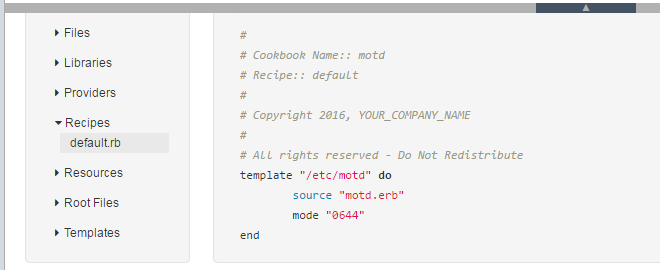 Files
Libraries
Providers
Recipes
default.rb
Resources
Root Files
Templates
#
# Cookbook Name:: motd
# Recipe:: default
#
# Copyright 2016, YOUR_COMPANY_NAME
#
# All rights reserved - Do Not Redistribute
template "/etc/motd" do
source "motd.erb"
mode "0644"
end